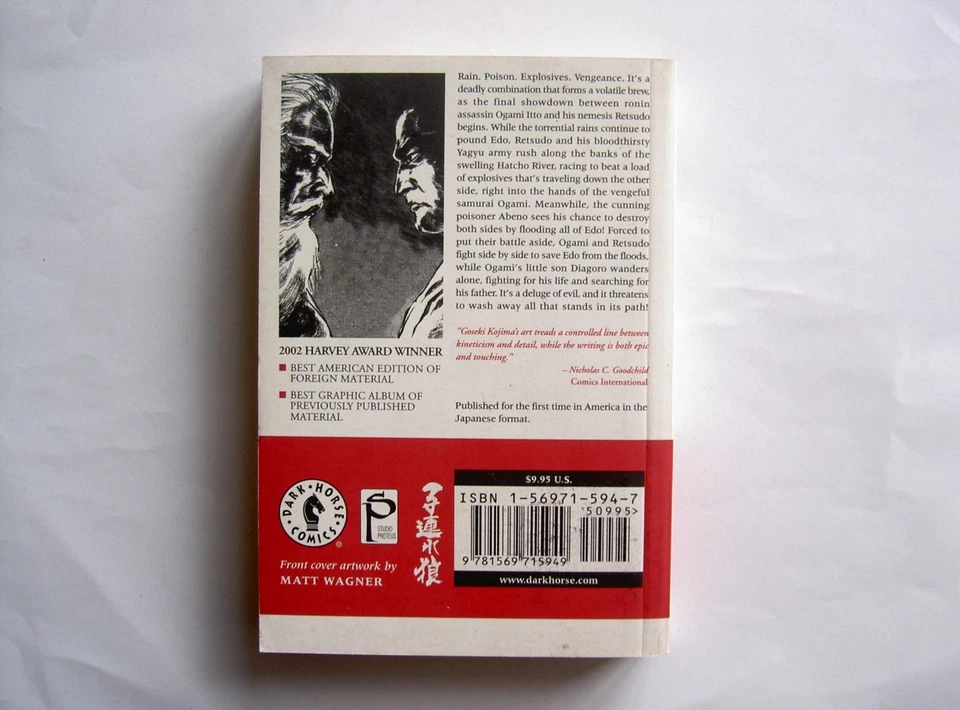 Rain. Poison. Explosives. Vengeance. It's a
deadly combination that forms a volatile brew,
as the final showdown between ronin
assassin Ogami Itto and his nemesis Retsudo
begins. While the torrential rains continue to
pound Edo, Retsudo and his bloodthirsty
Yagyu army rush along the banks of the
swelling Hatcho River, racing to beat a load
of explosives that's traveling down the other
side, right into the hands of the vengeful
samurai Ogami. Meanwhile, the cunning
poisoner Abeno sees his chance to destroy
both sides by flooding all of Edo! Forced to
put their battle aside, Ogami and Retsudo
fight side by side to save Edo from the floods,
while Ogami's little son Diagoro wanders
alone, fighting for his life and searching for
his father. It's a deluge of evil, and it threatens
to wash away all that stands in its path!
"Goseki Kojima's art treads a controlled line between
kineticism and detail, while the writing is both epic
and touching."
– Nicholas C. Goodchild
Comics International
Published for the first time in America in the
Japanese format.
2002 HARVEY AWARD WINNER
BEST AMERICAN EDITION OF
FOREIGN MATERIAL
BEST GRAPHIC ALBUM OF
PREVIOUSLY PUBLISHED
MATERIAL
DARK HORSE COMICS
SP
STUDIO
PROTEUS
子連れ狼
Front cover artwork by
MATT WAGNER
$9.95 U.S.
ISBN 1-56971-594-7
50995>
9 781569 715949
www.darkhorse.com